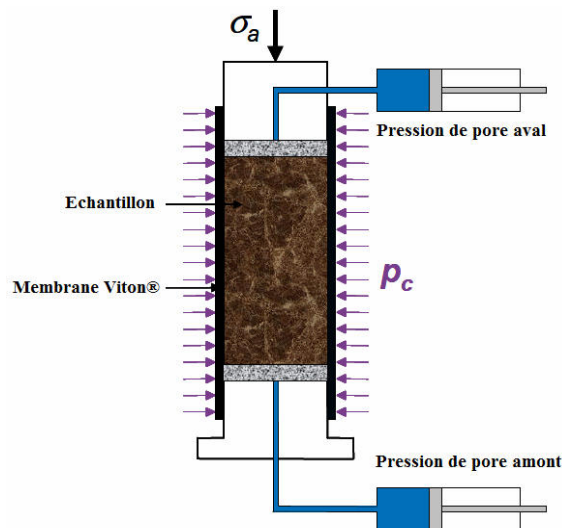 σa
Pression de pore aval
Echantillon
pc
Membrane Viton®
Pression de pore amont